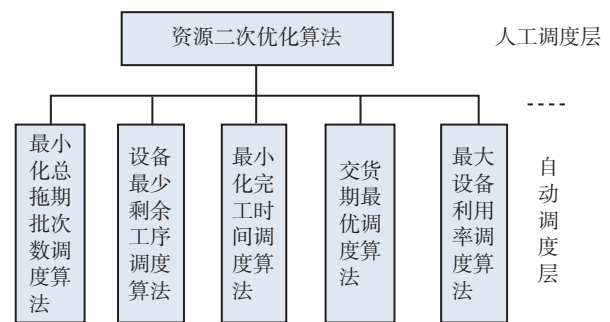 资源二次优化算法
人工调度层
最小
化总
拖期
批次
数调
度算
法
设备
最少
剩余
工序
调度
算法
最小
化完
工时
间调
度算
法
交货
期最
优调
度算
法
最大
设备
利用
率调
度算
法
自
动
调
度
层